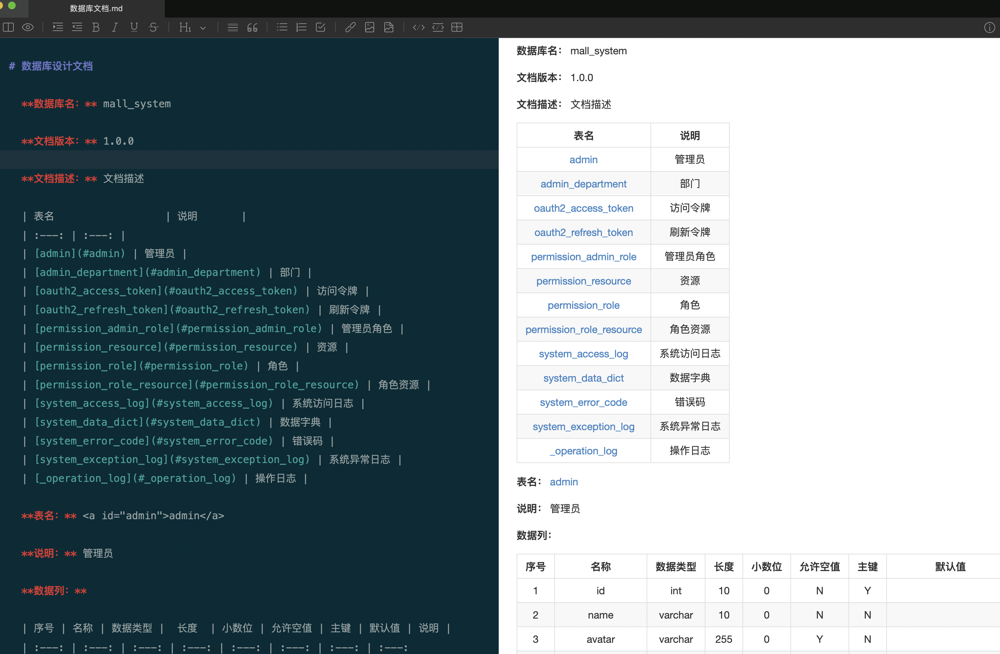 数据库文档.md
H₁
# 数据库设计文档
**数据库名：** mall_system
**文档版本：** 1.0.0
**文档描述：** 文档描述
| 表名 | 说明 |
| :---: | :---: |
| [admin](#admin) | 管理员 |
| [admin_department](#admin_department) | 部门 |
| [oauth2_access_token](#oauth2_access_token) | 访问令牌 |
| [oauth2_refresh_token](#oauth2_refresh_token) | 刷新令牌 |
| [permission_admin_role](#permission_admin_role) | 管理员角色 |
| [permission_resource](#permission_resource) | 资源 |
| [permission_role](#permission_role) | 角色 |
| [permission_role_resource](#permission_role_resource) | 角色资源 |
| [system_access_log](#system_access_log) | 系统访问日志 |
| [system_data_dict](#system_data_dict) | 数据字典 |
| [system_error_code](#system_error_code) | 错误码 |
| [system_exception_log](#system_exception_log) | 系统异常日志 |
| [_operation_log](#_operation_log) | 操作日志 |
**表名：** <a id="admin">admin</a>
**说明：** 管理员
**数据列：**
| 序号 | 名称 | 数据类型 | 长度 | 小数位 | 允许空值 | 主键 | 默认值 | 说明 |
| :---: | :---: | :---: | :---: | :---: | :---: | :---: | :---:
数据库名： mall_system
文档版本： 1.0.0
文档描述： 文档描述
表名 说明
admin 管理员
admin_department 部门
oauth2_access_token 访问令牌
oauth2_refresh_token 刷新令牌
permission_admin_role 管理员角色
permission_resource 资源
permission_role 角色
permission_role_resource 角色资源
system_access_log 系统访问日志
system_data_dict 数据字典
system_error_code 错误码
system_exception_log 系统异常日志
_operation_log 操作日志
表名： admin
说明： 管理员
数据列：
序号 名称 数据类型 长度 小数位 允许空值 主键 默认值
1 id int 10 0 N Y
2 name varchar 10 0 N N
3 avatar varchar 255 0 Y N